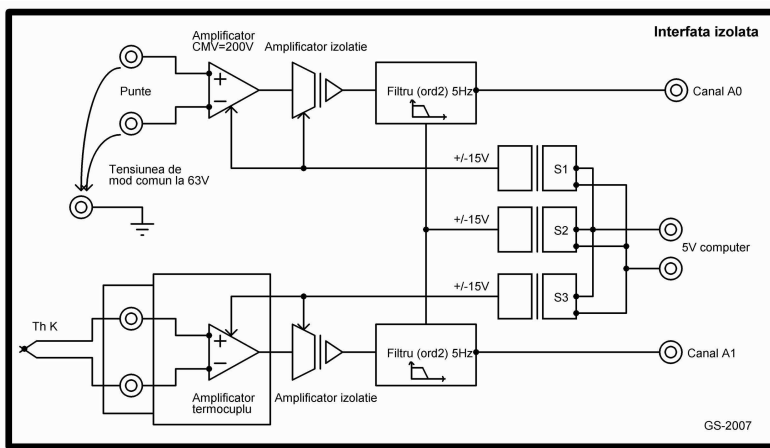 Interfata izolata
Amplificator
CMV=200V
Amplificator izolatie
Punte
+
−
Filtru (ord2) 5Hz
Canal A0
Tensiunea de
mod comun la 63V
+/-15V
S1
+/-15V
S2
5V computer
+/-15V
S3
Th K
+
−
Filtru (ord2) 5Hz
Canal A1
Amplificator
termocuplu
Amplificator izolatie
GS-2007